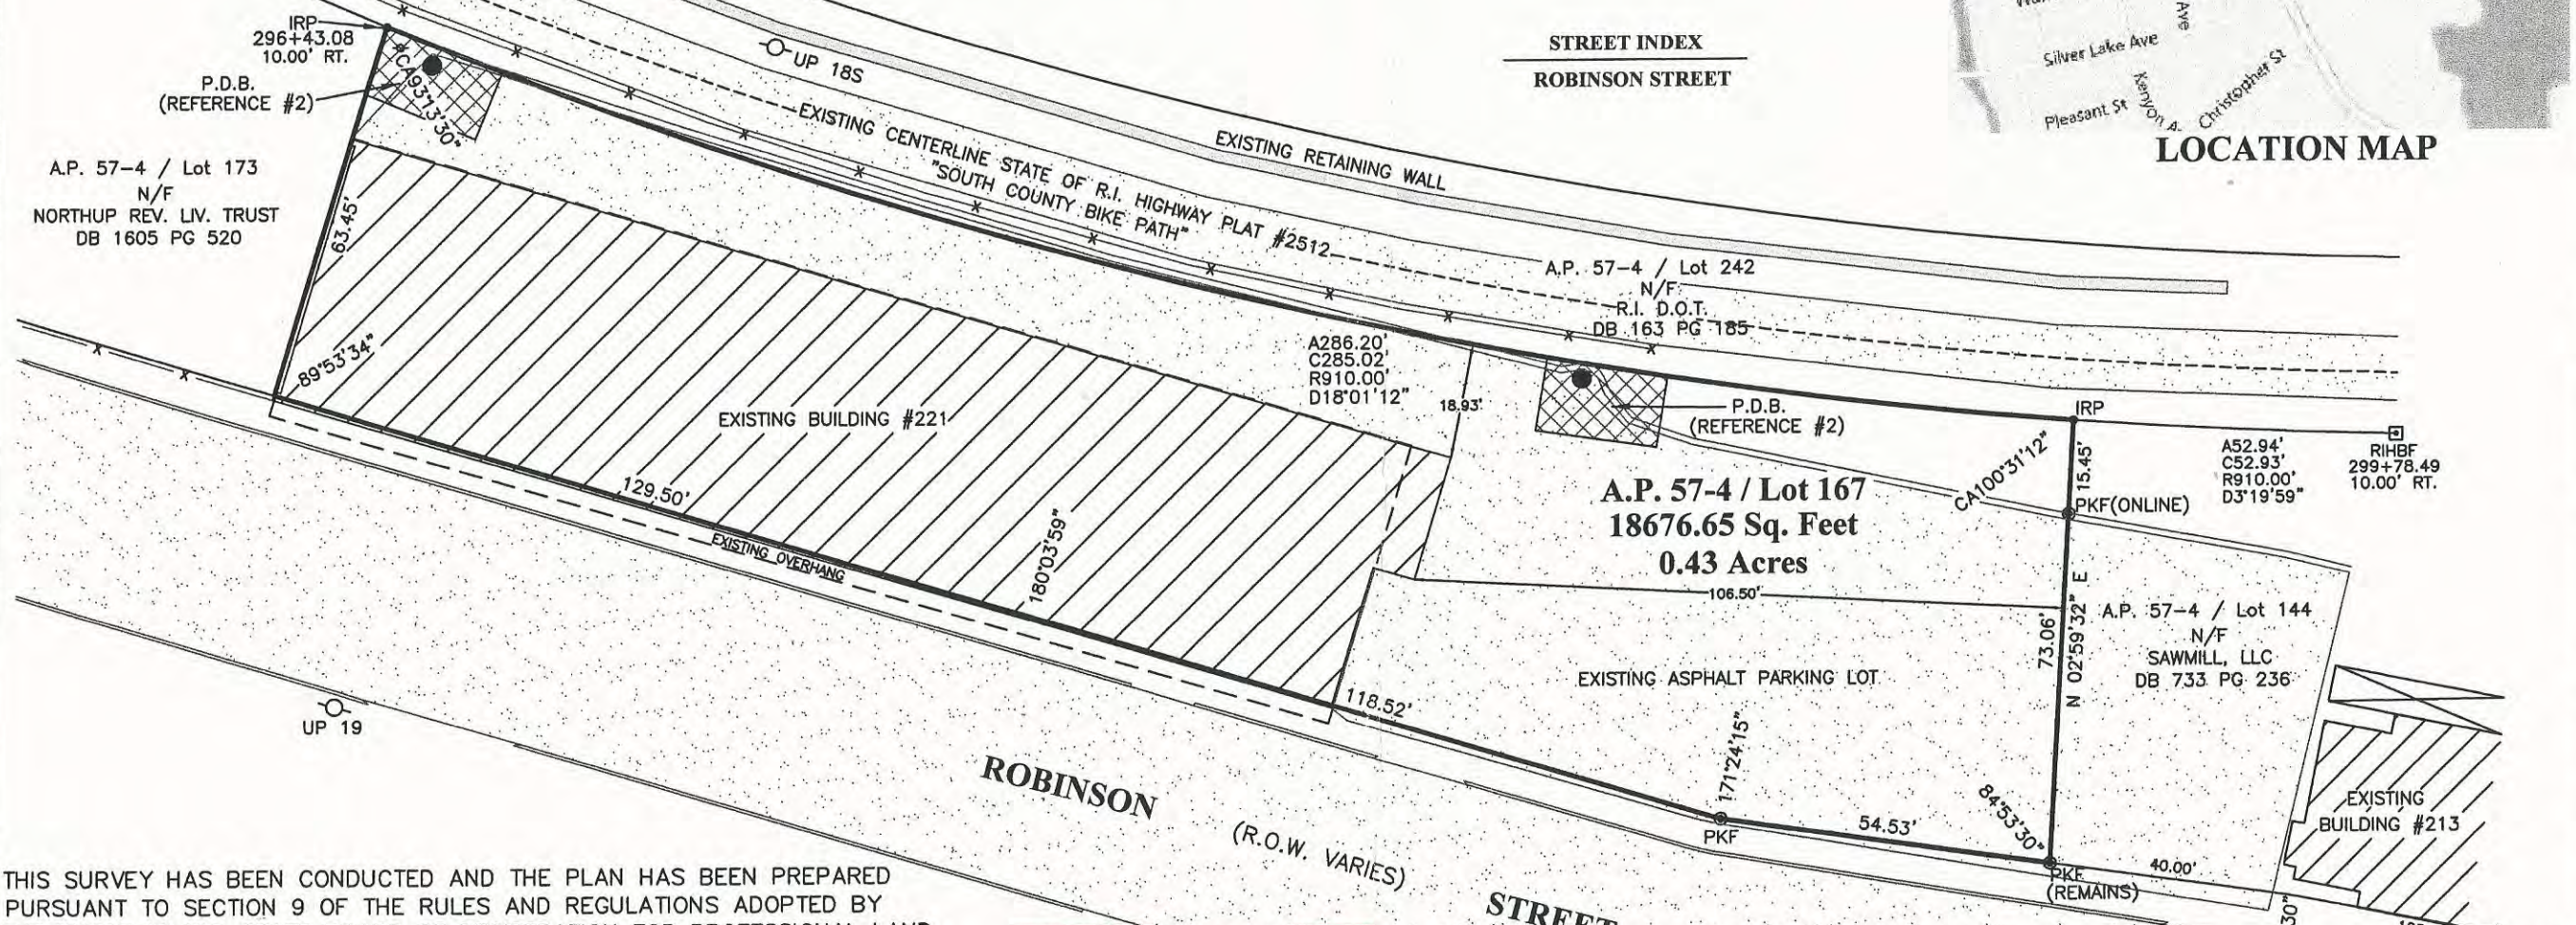 IRP
296+43.08
10.00' RT.
P.D.B.
(REFERENCE #2)
CA93°13'30"
UP 18S
STREET INDEX
ROBINSON STREET
Silver Lake Ave
Ave
Pleasant St
Kenyon A
Christopher St
LOCATION MAP
EXISTING RETAINING WALL
EXISTING CENTERLINE STATE OF R.I. HIGHWAY PLAT #2512
"SOUTH COUNTY BIKE PATH"
A.P. 57-4 / Lot 173
N/F
NORTHUP REV. LIV. TRUST
DB 1605 PG 520
63.45'
89°53'34"
A.P. 57-4 / Lot 242
N/F
R.I. D.O.T.
DB 163 PG 185
A286.20'
C285.02'
R910.00'
D18°01'12"
18.93'
P.D.B.
(REFERENCE #2)
IRP
CA100°31'12"
15.45'
PKF(ONLINE)
A52.94'
C52.93'
R910.00'
D3°19'59"
RIHBF
299+78.49
10.00' RT.
EXISTING BUILDING #221
129.50'
EXISTING OVERHANG
180°03'59"
A.P. 57-4 / Lot 167
18676.65 Sq. Feet
0.43 Acres
106.50'
73.06'
N 02°59'32" E
A.P. 57-4 / Lot 144
N/F
SAWMILL, LLC
DB 733 PG 236
EXISTING ASPHALT PARKING LOT
118.52'
171°24'15"
PKF
54.53'
84°53'30"
PKF
(REMAINS)
40.00'
30"
EXISTING
BUILDING #213
UP 19
ROBINSON
(R.O.W. VARIES)
STREET
THIS SURVEY HAS BEEN CONDUCTED AND THE PLAN HAS BEEN PREPARED
PURSUANT TO SECTION 9 OF THE RULES AND REGULATIONS ADOPTED BY